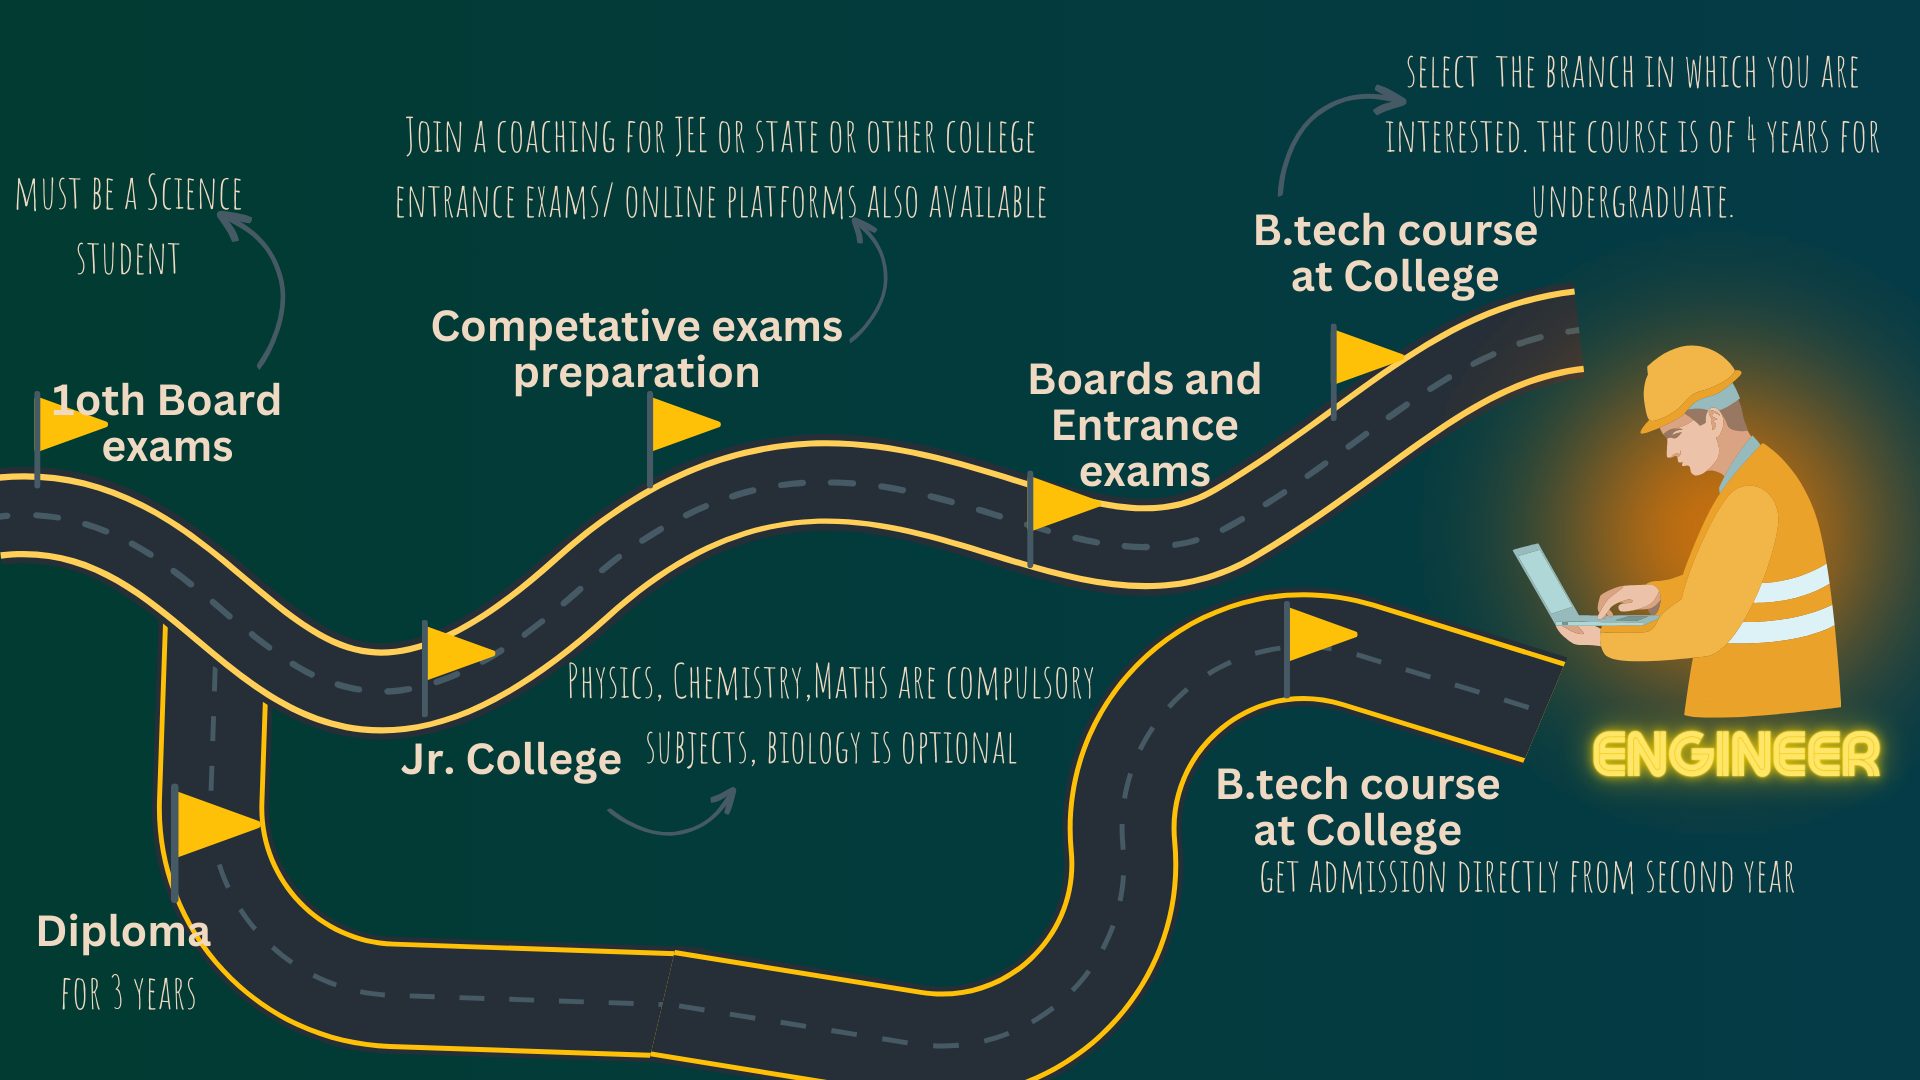 must be a Science
student
1oth Board
exams
Join a coaching for JEE or state or other college
entrance exams/ online platforms also available
Competative exams
preparation
select the branch in which you are
interested. The course is of 4 years for
undergraduate.
B.tech course
at College
Boards and
Entrance
exams
Physics, Chemistry,Maths are compulsory
subjects, biology is optional
Jr. College
ENGINEER
B.tech course
at College
get admission directly from second year
Diploma
for 3 years